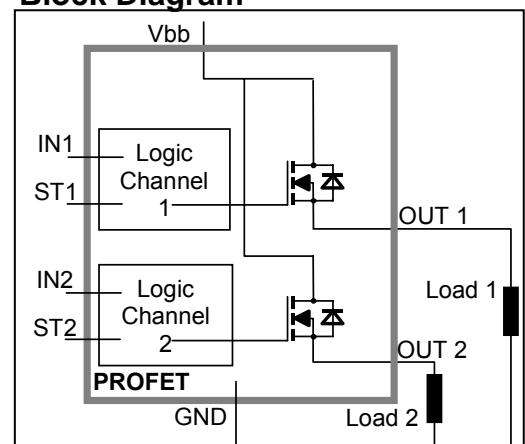 Block Diagram
Vbb
IN1
Logic
Channel
1
ST1
OUT 1
IN2
Logic
Channel
2
ST2
Load 1
OUT 2
PROFET
GND
Load 2